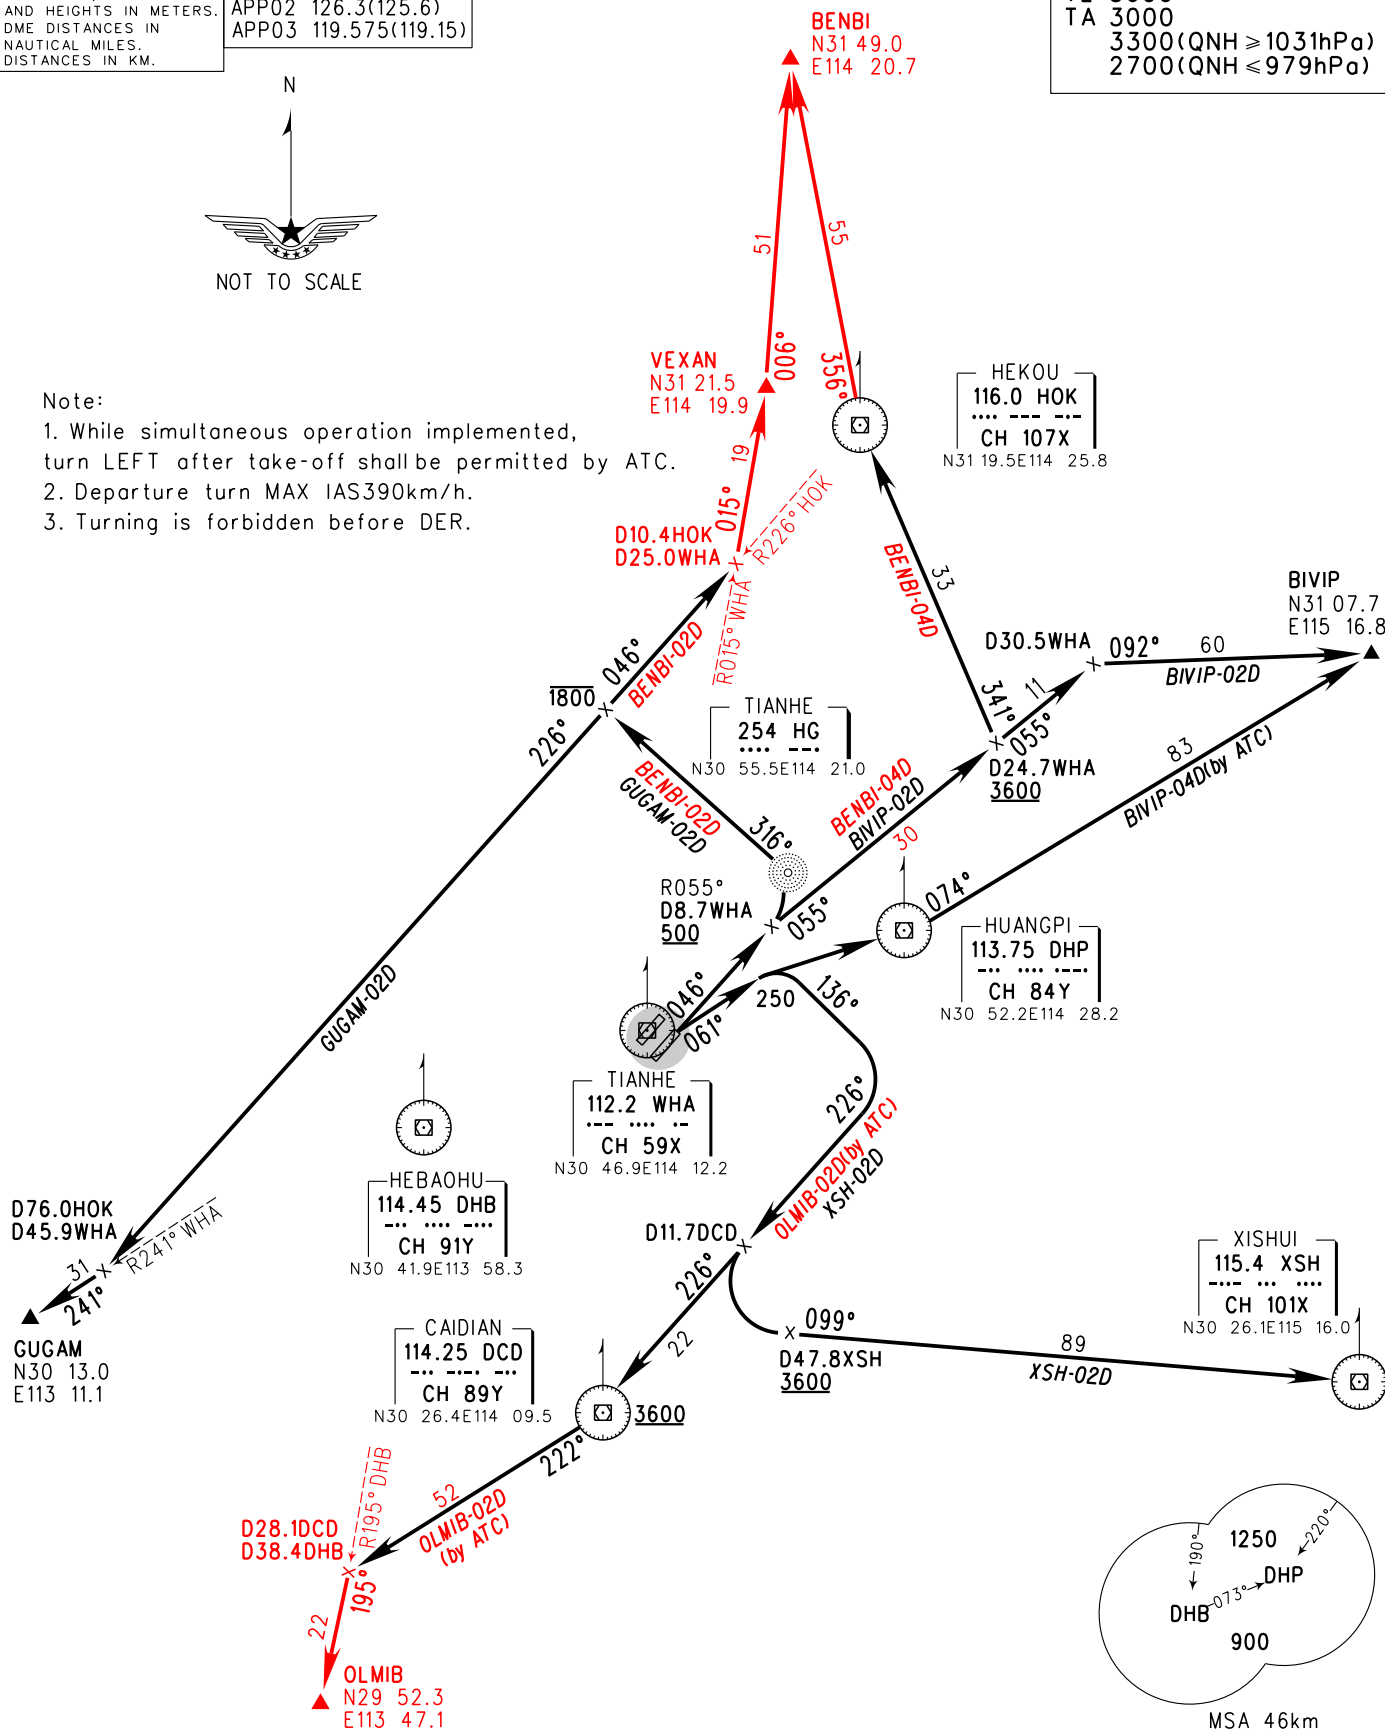 AND HEIGHTS IN METERS.
DME DISTANCES IN
NAUTICAL MILES.
DISTANCES IN KM.
APP02 126.3(125.6)
APP03 119.575(119.15)
TA 3000
3300(QNH ≥1031hPa)
2700(QNH ≤979hPa)
N
NOT TO SCALE
BENBI
N31 49.0
E114 20.7
51
55
006°
356°
VEXAN
N31 21.5
E114 19.9
Note:
1. While simultaneous operation implemented,
turn LEFT after take-off shall be permitted by ATC.
2. Departure turn MAX IAS390km/h.
3. Turning is forbidden before DER.
HEKOU
116.0 HOK
···· --- -·-
CH 107X
N31 19.5E114 25.8
19
015°
R226° HOK
D10.4HOK
D25.0WHA
R015° WHA
BENBI-04D
33
BIVIP
N31 07.7
E115 16.8
D30.5WHA
092°
60
BIVIP-02D
046°
BENBI-02D
1800
226°
341°
11
055°
D24.7WHA
3600
83
BIVIP-04D(by ATC)
TIANHE
254 HG
···· --·
N30 55.5E114 21.0
BENBI-02D
GUGAM-02D
316°
BENBI-04D
BIVIP-02D
30
R055°
D8.7WHA
500
055°
074°
HUANGPI
113.75 DHP
-·· ···· ·--·
CH 84Y
N30 52.2E114 28.2
046°
061°
250
136°
GUGAM-02D
TIANHE
112.2 WHA
·-- ···· ·-
CH 59X
N30 46.9E114 12.2
226°
OLMIB-02D(by ATC)
XSH-02D
HEBAOHU
114.45 DHB
-·· ···· -···
CH 91Y
N30 41.9E113 58.3
D76.0HOK
D45.9WHA
R241° WHA
31
241°
GUGAM
N30 13.0
E113 11.1
D11.7DCD
226°
22
099°
D47.8XSH
3600
89
XSH-02D
XISHUI
115.4 XSH
-··- ··· ····
CH 101X
N30 26.1E115 16.0
CAIDIAN
114.25 DCD
-·· -·-· -··
CH 89Y
N30 26.4E114 09.5
3600
222°
R195° DHB
52
OLMIB-02D
(by ATC)
D28.1DCD
D38.4DHB
195°
22
OLMIB
N29 52.3
E113 47.1
190°
1250
220°
DHP
073°
DHB
900
MSA 46km